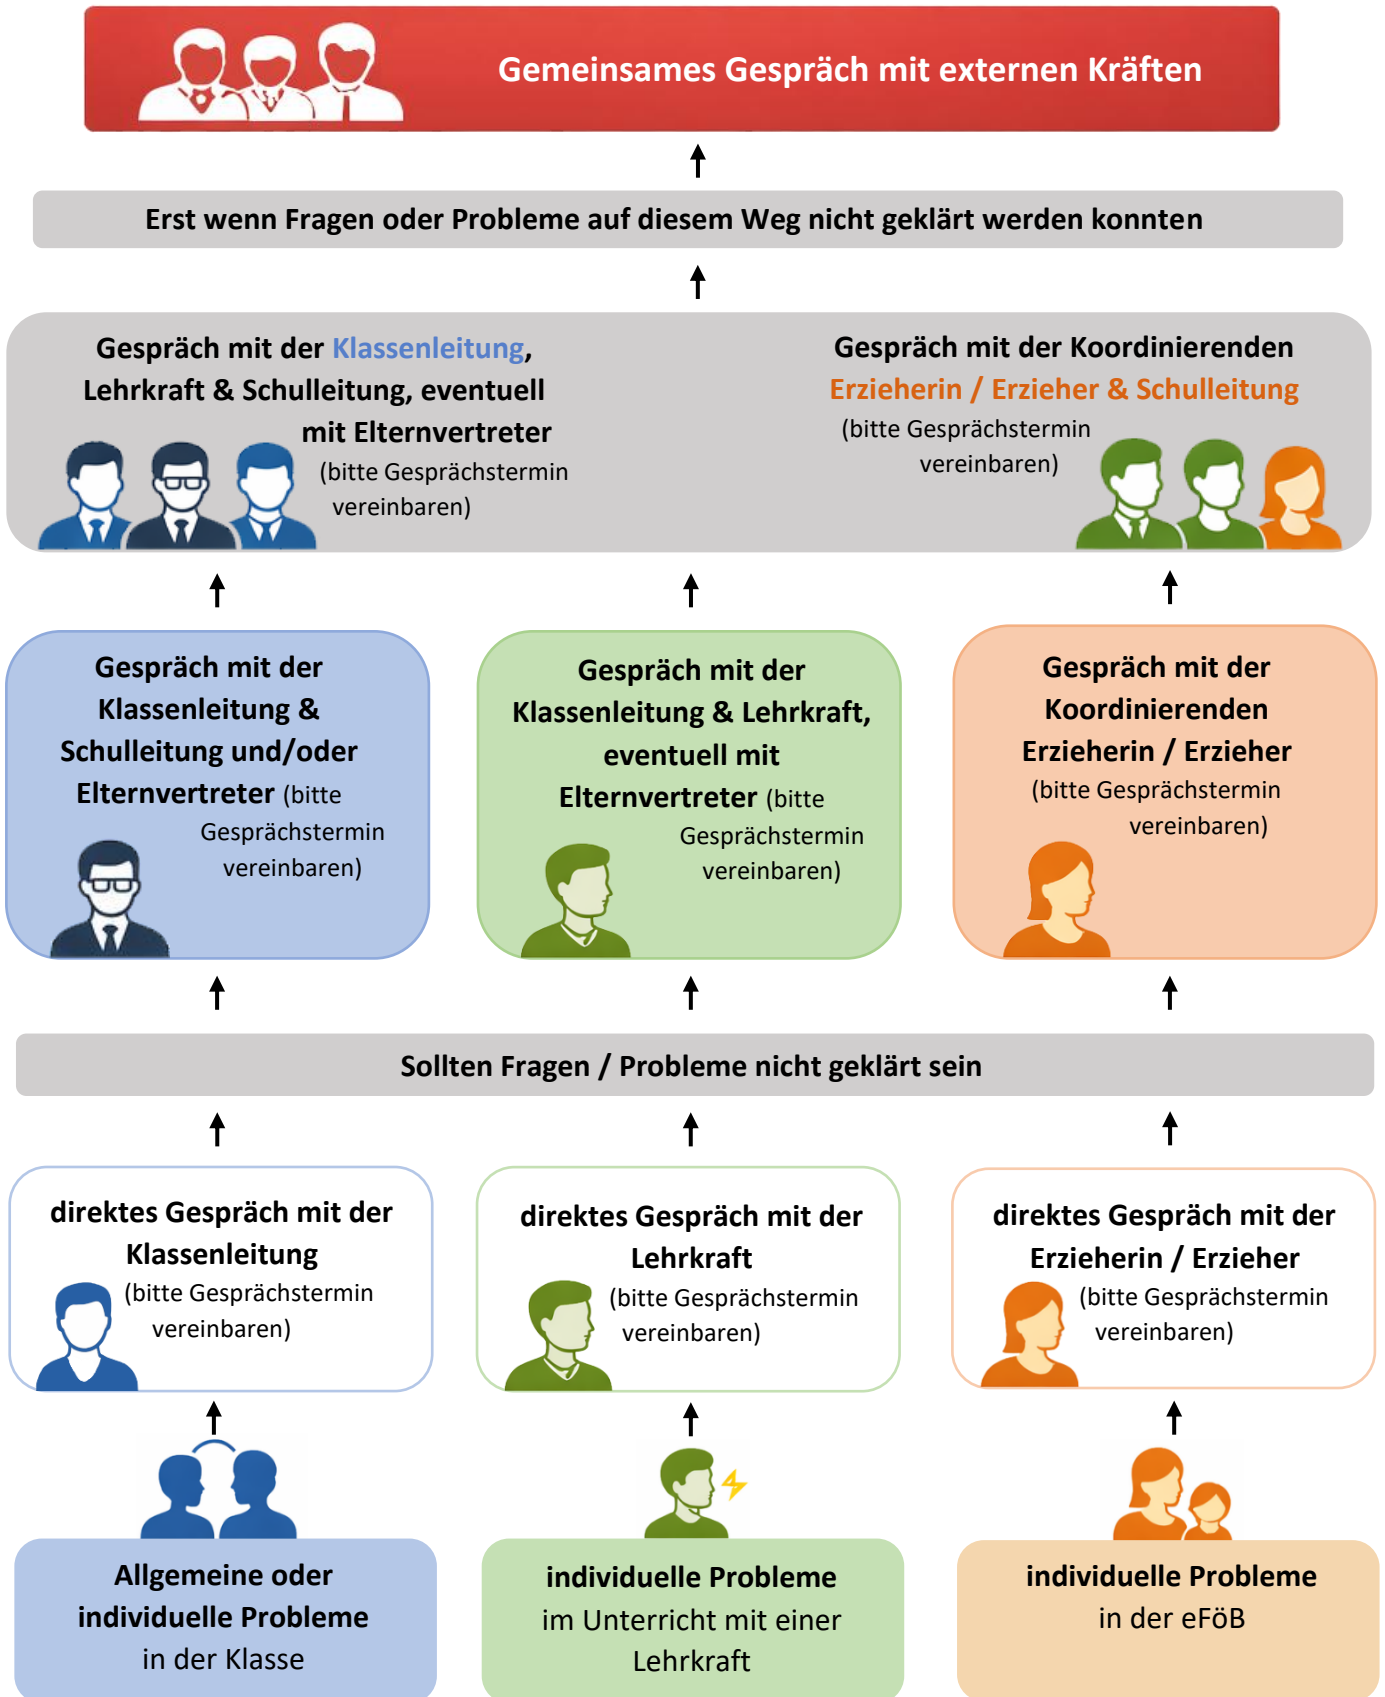 Gemeinsames Gespräch mit externen Kräften
Erst wenn Fragen oder Probleme auf diesem Weg nicht geklärt werden konnten
Gespräch mit der Klassenleitung,
Lehrkraft & Schulleitung, eventuell
mit Elternvertreter
(bitte Gesprächstermin
vereinbaren)
Gespräch mit der Koordinierenden
Erzieherin / Erzieher & Schulleitung
(bitte Gesprächstermin
vereinbaren)
Gespräch mit der
Klassenleitung &
Schulleitung und/oder
Elternvertreter (bitte
Gesprächstermin
vereinbaren)
Gespräch mit der
Klassenleitung & Lehrkraft,
eventuell mit
Elternvertreter (bitte
Gesprächstermin
vereinbaren)
Gespräch mit der
Koordinierenden
Erzieherin / Erzieher
(bitte Gesprächstermin
vereinbaren)
Sollten Fragen / Probleme nicht geklärt sein
direktes Gespräch mit der
Klassenleitung
(bitte Gesprächstermin
vereinbaren)
direktes Gespräch mit der
Lehrkraft
(bitte Gesprächstermin
vereinbaren)
direktes Gespräch mit der
Erzieherin / Erzieher
(bitte Gesprächstermin
vereinbaren)
Allgemeine oder
individuelle Probleme
in der Klasse
individuelle Probleme
im Unterricht mit einer
Lehrkraft
individuelle Probleme
in der eFöB